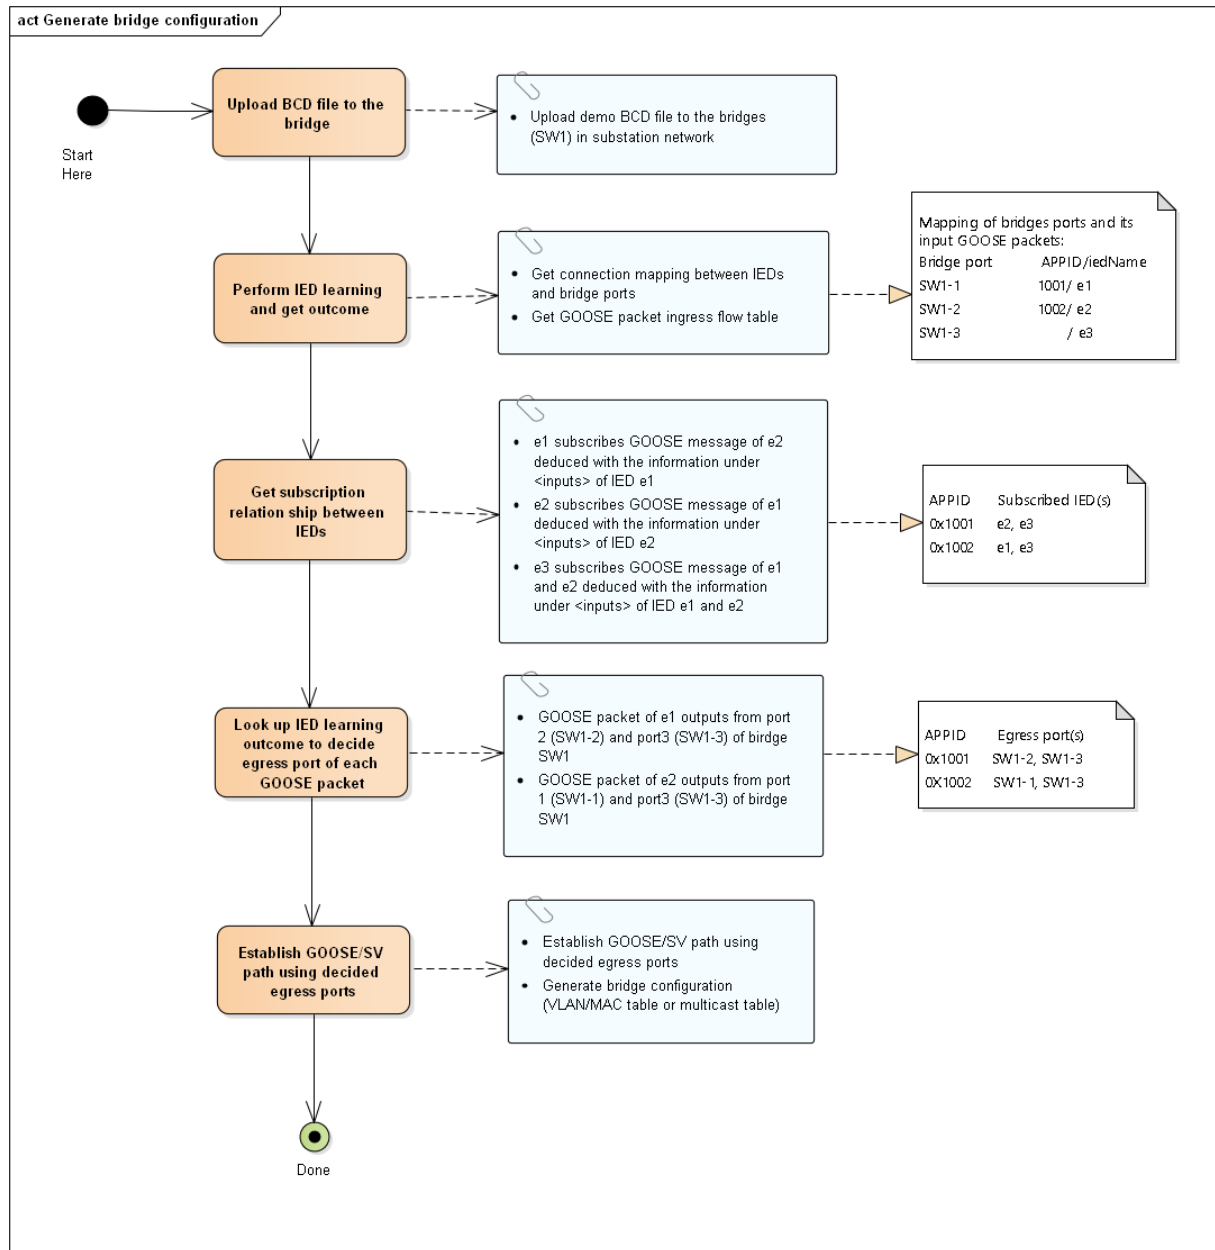 act Generate bridge configuration
Start
Here
Upload BCD file to the
bridge
• Upload demo BCD file to the bridges
(SW1) in substation network
Perform IED learning
and get outcome
• Get connection mapping between IEDs
and bridge ports
• Get GOOSE packet ingress flow table
Mapping of bridges ports and its
input GOOSE packets:
Bridge port APPID/iedName
SW1-1 1001/ e1
SW1-2 1002/ e2
SW1-3 / e3
Get subscription
relation ship between
IEDs
• e1 subscribes GOOSE message of e2
deduced with the information under
<inputs> of IED e1
• e2 subscribes GOOSE message of e1
deduced with the information under
<inputs> of IED e2
• e3 subscribes GOOSE message of e1
and e2 deduced with the information
under <inputs> of IED e1 and e2
APPID Subscribed IED(s)
0x1001 e2, e3
0x1002 e1, e3
Look up IED learning
outcome to decide
egress port of each
GOOSE packet
• GOOSE packet of e1 outputs from port
2 (SW1-2) and port3 (SW1-3) of birdge
SW1
• GOOSE packet of e2 outputs from port
1 (SW1-1) and port3 (SW1-3) of birdge
SW1
APPID Egress port(s)
0x1001 SW1-2, SW1-3
0X1002 SW1-1, SW1-3
Establish GOOSE/SV
path using decided
egress ports
• Establish GOOSE/SV path using
decided egress ports
• Generate bridge configuration
(VLAN/MAC table or multicast table)
Done